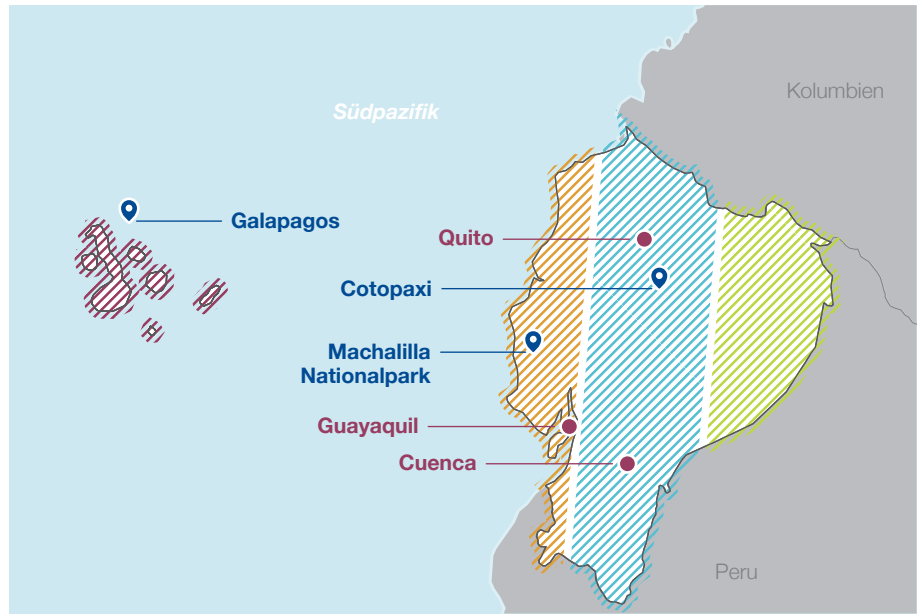 Kolumbien
Südpazifik
Galapagos
Quito
Cotopaxi
Machalilla
Nationalpark
Guayaquil
Cuenca
Peru